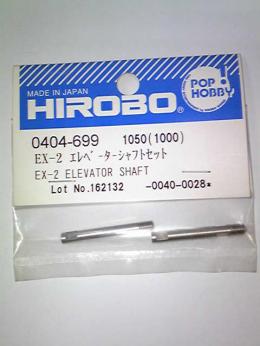 POP
HOBBY!
MADE IN JAPAN
HIROBO®
0404-699 1050(1000)
EX-2 エレベーターシャフトセット
EX-2 ELEVATOR SHAFT
Lot No.162132 -0040-0028*